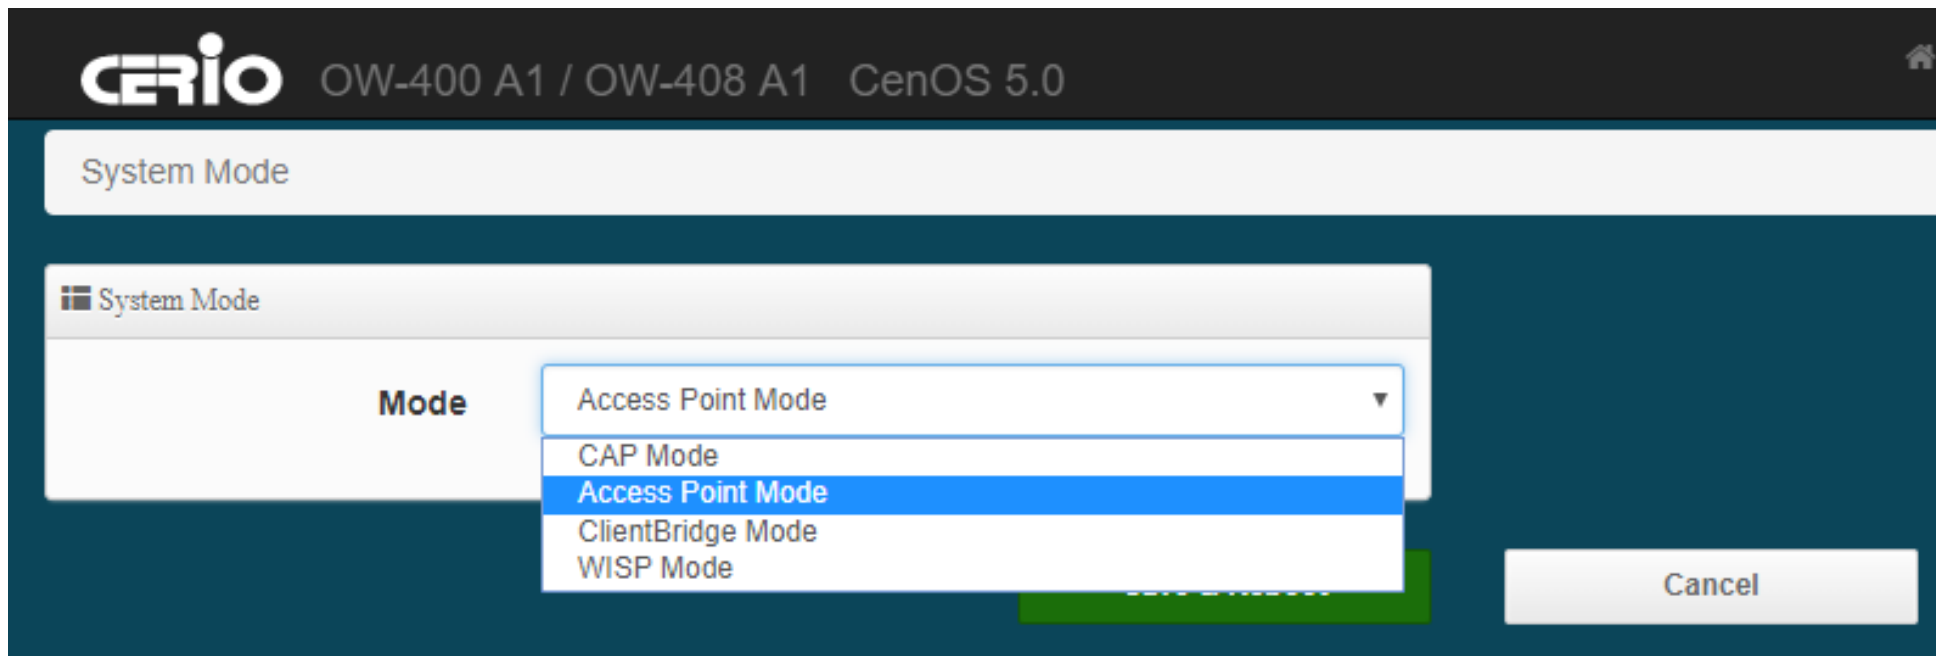 CERIO OW-400 A1 / OW-408 A1 CenOS 5.0
System Mode
System Mode
Mode
Access Point Mode
CAP Mode
Access Point Mode
ClientBridge Mode
WISP Mode
Cancel